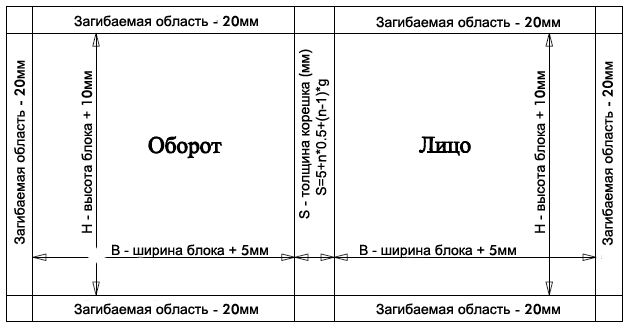 Загибаемая область - 20мм
Загибаемая область - 20мм
Загибаемая область - 20мм
H - высота блока + 10мм
Оборот
S - толщина корешка (мм)
S=5+n*0.5+(n-1)*g
Лицо
H - высота блока + 10мм
Загибаемая область - 20мм
B - ширина блока + 5мм
B - ширина блока + 5мм
Загибаемая область - 20мм
Загибаемая область - 20мм